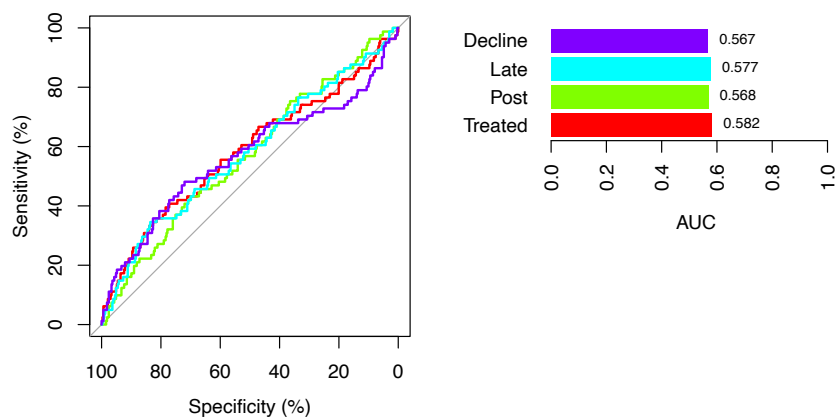 100
80
60
40
20
0
Sensitivity (%)
100 80 60 40 20 0
Specificity (%)
Decline 0.567
Late 0.577
Post 0.568
Treated 0.582
0.0 0.2 0.4 0.6 0.8 1.0
AUC